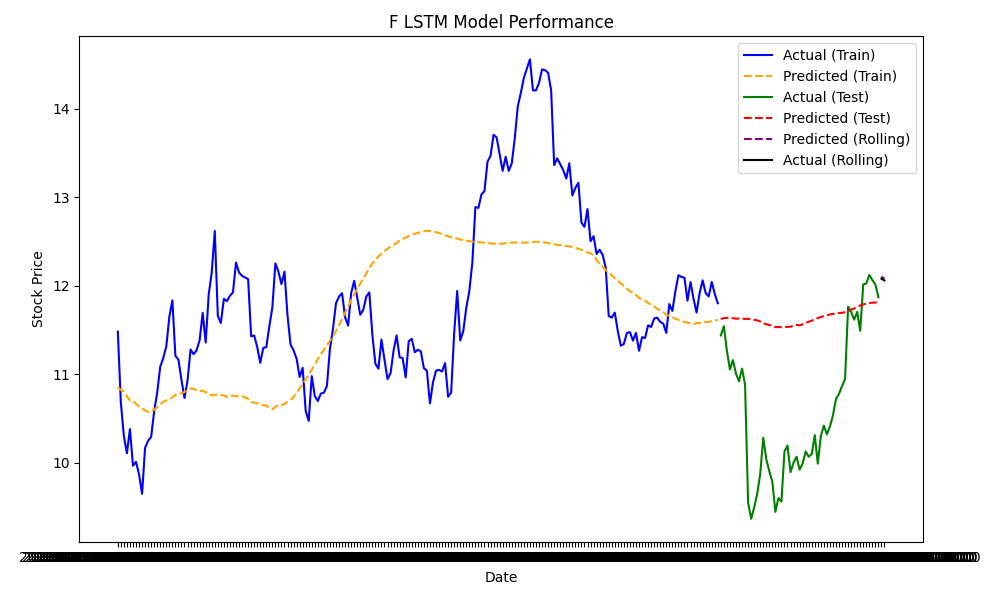 F LSTM Model Performance
Actual (Train)
Predicted (Train)
Actual (Test)
Predicted (Test)
Predicted (Rolling)
Actual (Rolling)
14
13
12
11
10
Stock Price
Date